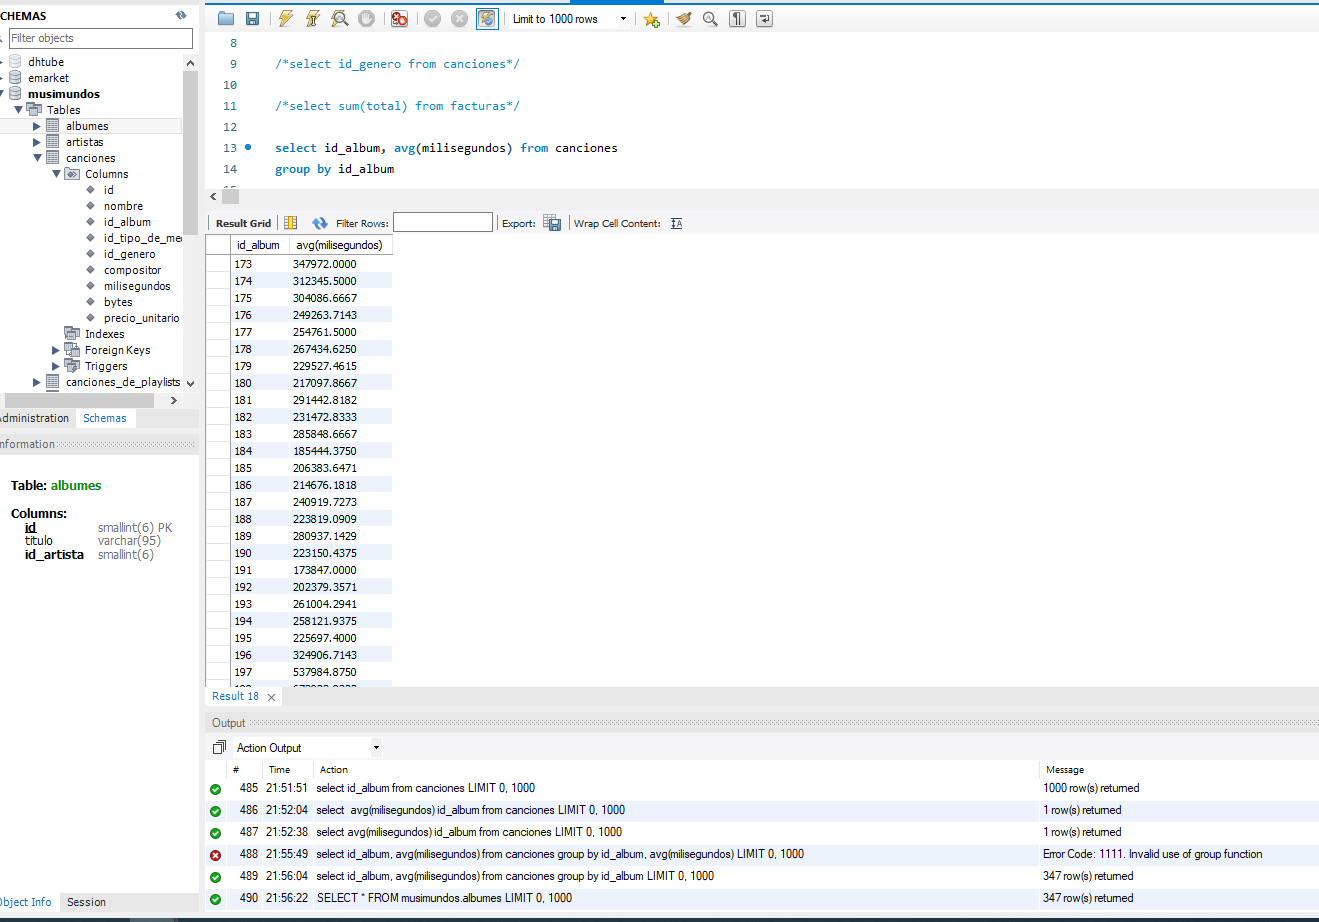 CHEMAS
Filter objects
dhtube
emarket
musimundos
Tables
albumes
artistas
canciones
Columns
id
nombre
id_album
id_tipo_de_me
id_genero
compositor
milisegundos
bytes
precio_unitario
Indexes
Foreign Keys
Triggers
canciones_de_playlists
Administration
Schemas
nformation
Table: albumes
Columns:
id smallint(6) PK
titulo varchar(95)
id_artista smallint(6)
Object Info Session
Limit to 1000 rows
8
9 /*select id_genero from canciones*/
10
11 /*select sum(total) from facturas*/
12
13 select id_album, avg(milisegundos) from canciones
14 group by id_album
Result Grid Filter Rows: Export: Wrap Cell Content:
id_album avg(milisegundos)
173 347972.0000
174 312345.5000
175 304086.6667
176 249263.7143
177 254761.5000
178 267434.6250
179 229527.4615
180 217097.8667
181 291442.8182
182 231472.8333
183 285848.6667
184 185444.3750
185 206383.6471
186 214676.1818
187 240919.7273
188 223819.0909
189 280937.1429
190 223150.4375
191 173847.0000
192 202379.3571
193 261004.2941
194 258121.9375
195 225697.4000
196 324906.7143
197 537984.8750
Result 18
Output
Action Output
# Time Action Message
485 21:51:51 select id_album from canciones LIMIT 0, 1000 1000 row(s) returned
486 21:52:04 select avg(milisegundos) id_album from canciones LIMIT 0, 1000 1 row(s) returned
487 21:52:38 select avg(milisegundos) id_album from canciones LIMIT 0, 1000 1 row(s) returned
488 21:55:49 select id_album, avg(milisegundos) from canciones group by id_album, avg(milisegundos) LIMIT 0, 1000 Error Code: 1111. Invalid use of group function
489 21:56:04 select id_album, avg(milisegundos) from canciones group by id_album LIMIT 0, 1000 347 row(s) returned
490 21:56:22 SELECT * FROM musimundos.albumes LIMIT 0, 1000 347 row(s) returned